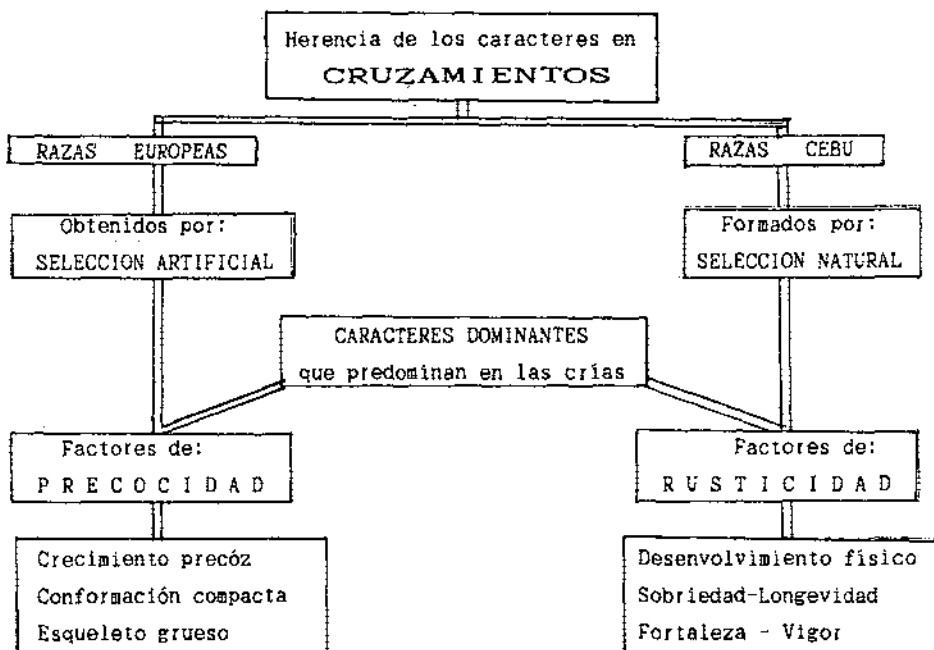 Herencia de los caracteres en
CRUZAMIENTOS
RAZAS EUROPEAS
RAZAS CEBU
Obtenidos por:
SELECCION ARTIFICIAL
Formados por:
SELECCION NATURAL
CARACTERES DOMINANTES
que predominan en las crías
Factores de:
PRECOCIDAD
Factores de:
RUSTICIDAD
Crecimiento precóz
Conformación compacta
Esqueleto grueso
Desenvolvimiento físico
Sobriedad-Longevidad
Fortaleza - Vigor